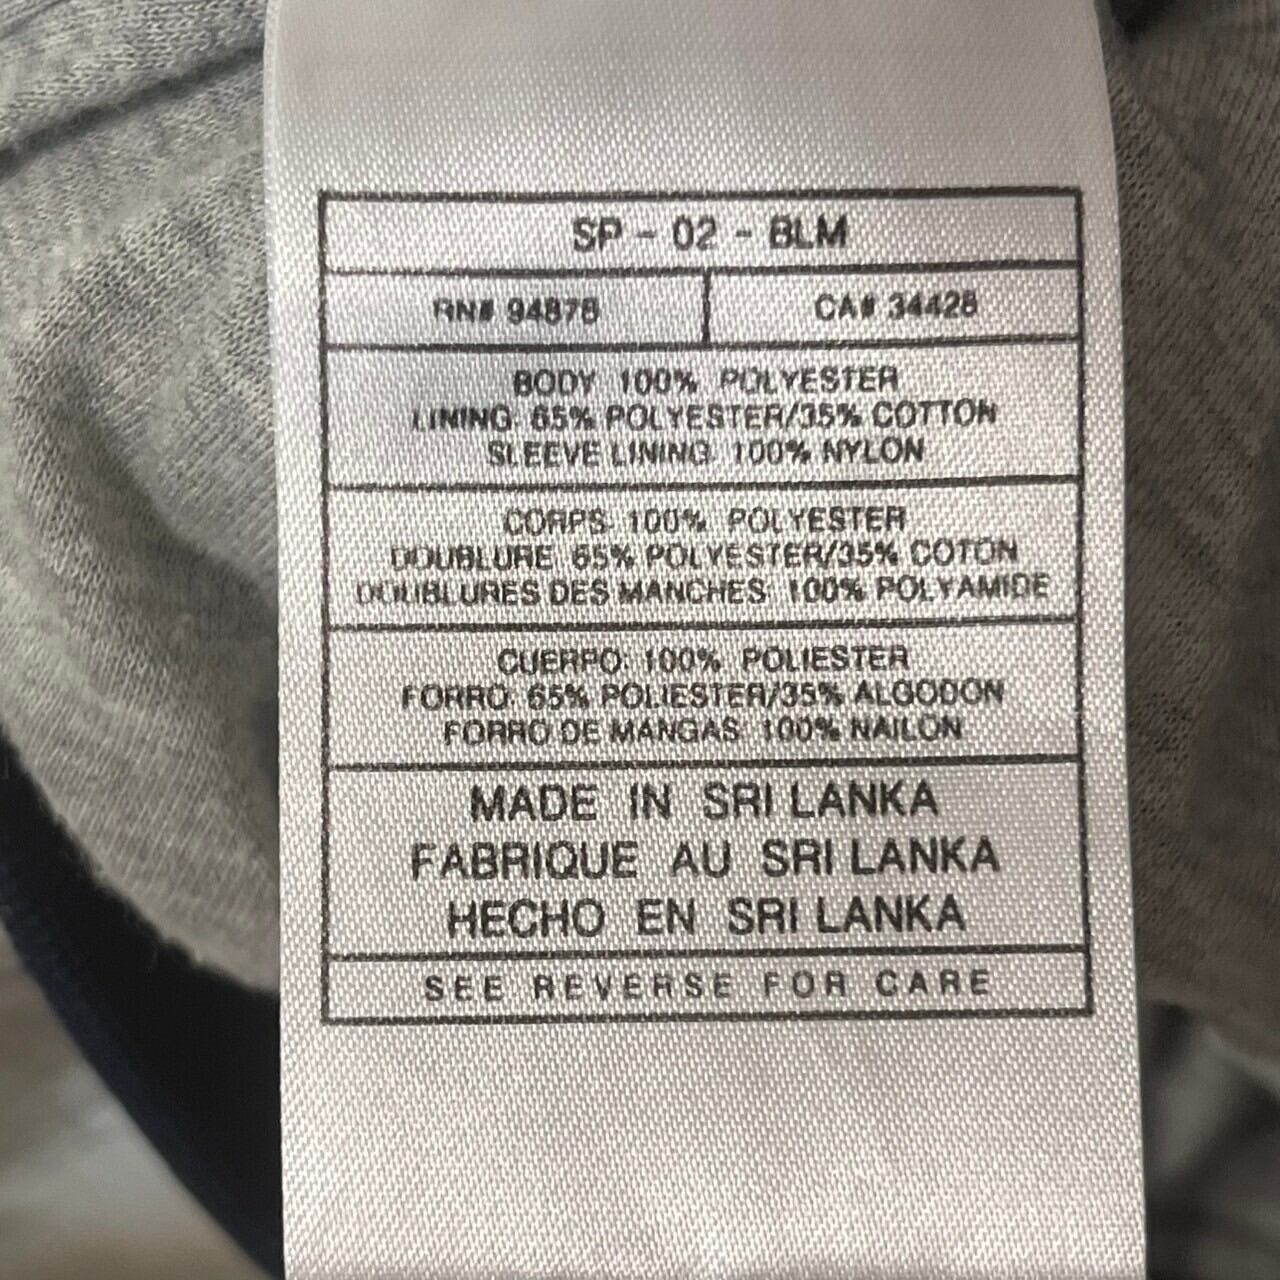 SP - 02 - BLM
RN# 94878
CA# 34428
BODY 100% POLYESTER
LINING: 65% POLYESTER/35% COTTON
SLEEVE LINING: 100% NYLON
CORPS: 100% POLYESTER
DOUBLURE: 65% POLYESTER/35% COTON
DOUBLURES DES MANCHES: 100% POLYAMIDE
CUERPO: 100% POLIESTER
FORRO: 65% POLIESTER/35% ALGODON
FORRO DE MANGAS: 100% NAILON
MADE IN SRI LANKA
FABRIQUE AU SRI LANKA
HECHO EN SRI LANKA
SEE REVERSE FOR CARE